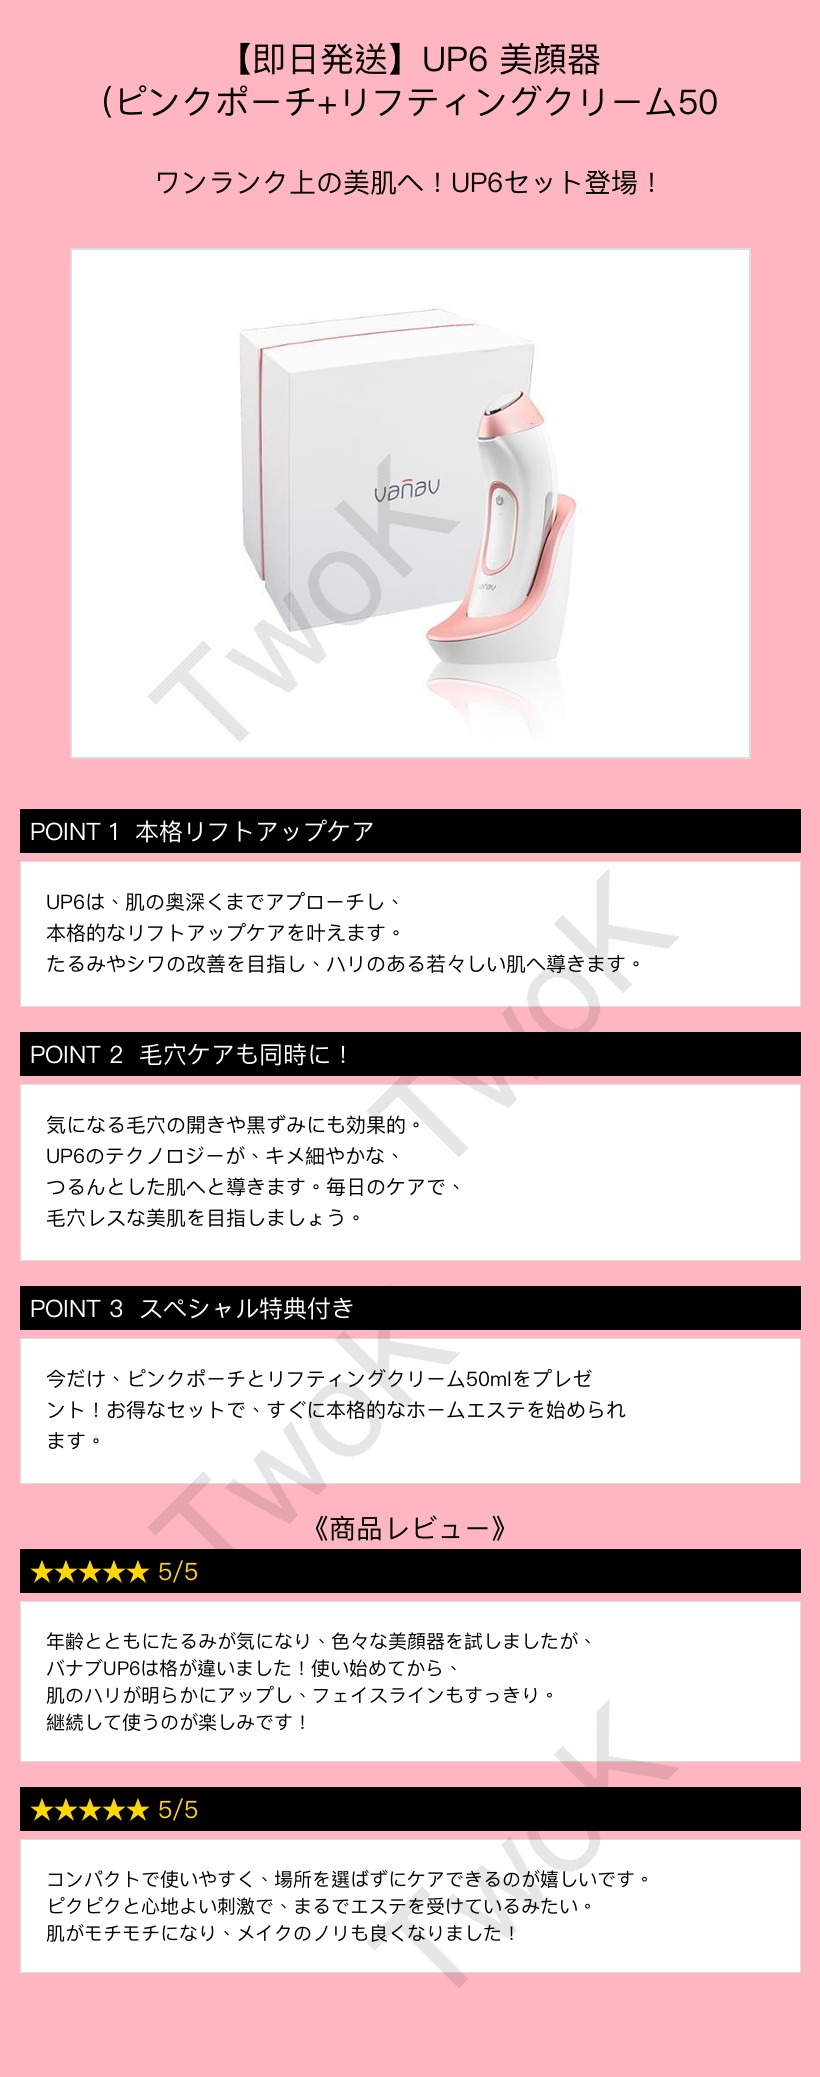 【即日発送】UP6 美顔器
(ピンクポーチ+リフティングクリーム50
ワンランク上の美肌へ！UP6セット登場！
vanav
vanav
Twok
POINT 1 本格リフトアップケア
UP6は、肌の奥深くまでアプローチし、
本格的なリフトアップケアを叶えます。
たるみやシワの改善を目指し、ハリのある若々しい肌へ導きます。
Twok
POINT 2 毛穴ケアも同時に！
気になる毛穴の開きや黒ずみにも効果的。
UP6のテクノロジーが、キメ細やかな、
つるんとした肌へと導きます。毎日のケアで、
毛穴レスな美肌を目指しましょう。
POINT 3 スペシャル特典付き
今だけ、ピンクポーチとリフティングクリーム50mlをプレゼ
ント！お得なセットで、すぐに本格的なホームエステを始められ
ます。
Twok
《商品レビュー》
★★★★★ 5/5
年齢とともにたるみが気になり、色々な美顔器を試しましたが、
バナブUP6は格が違いました！使い始めてから、
肌のハリが明らかにアップし、フェイスラインもすっきり。
継続して使うのが楽しみです！
★★★★★ 5/5
コンパクトで使いやすく、場所を選ばずにケアできるのが嬉しいです。
ピクピクと心地よい刺激で、まるでエステを受けているみたい。
肌がモチモチになり、メイクのノリも良くなりました！
Twok